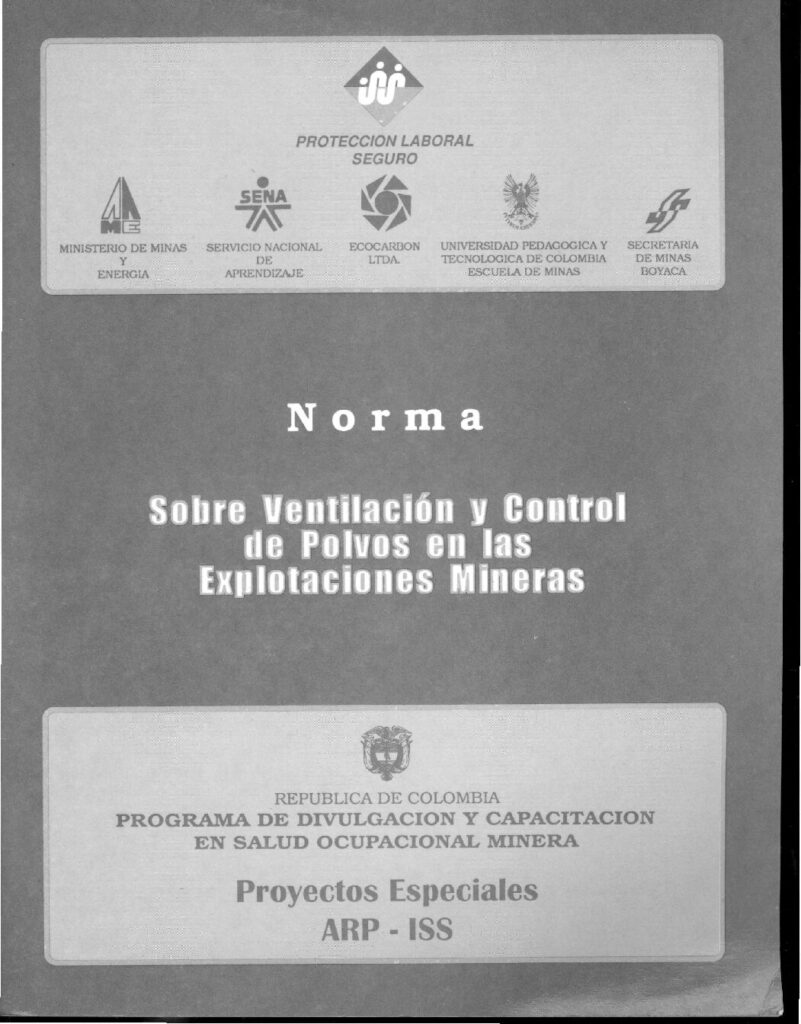 PROTECCION LABORAL
SEGURO
AME
MINISTERIO DE MINAS
Y
ENERGIA
SENA
SERVICIO NACIONAL
DE
APRENDIZAJE
ECOCARBON
LTDA.
UNIVERSIDAD PEDAGOGICA Y
TECNOLOGICA DE COLOMBIA
ESCUELA DE MINAS
SECRETARIA
DE MINAS
BOYACA
Norma
Sobre Ventilación y Control
de Polvos en las
Explotaciones Mineras
REPUBLICA DE COLOMBIA
PROGRAMA DE DIVULGACION Y CAPACITACION
EN SALUD OCUPACIONAL MINERA
Proyectos Especiales
ARP - ISS